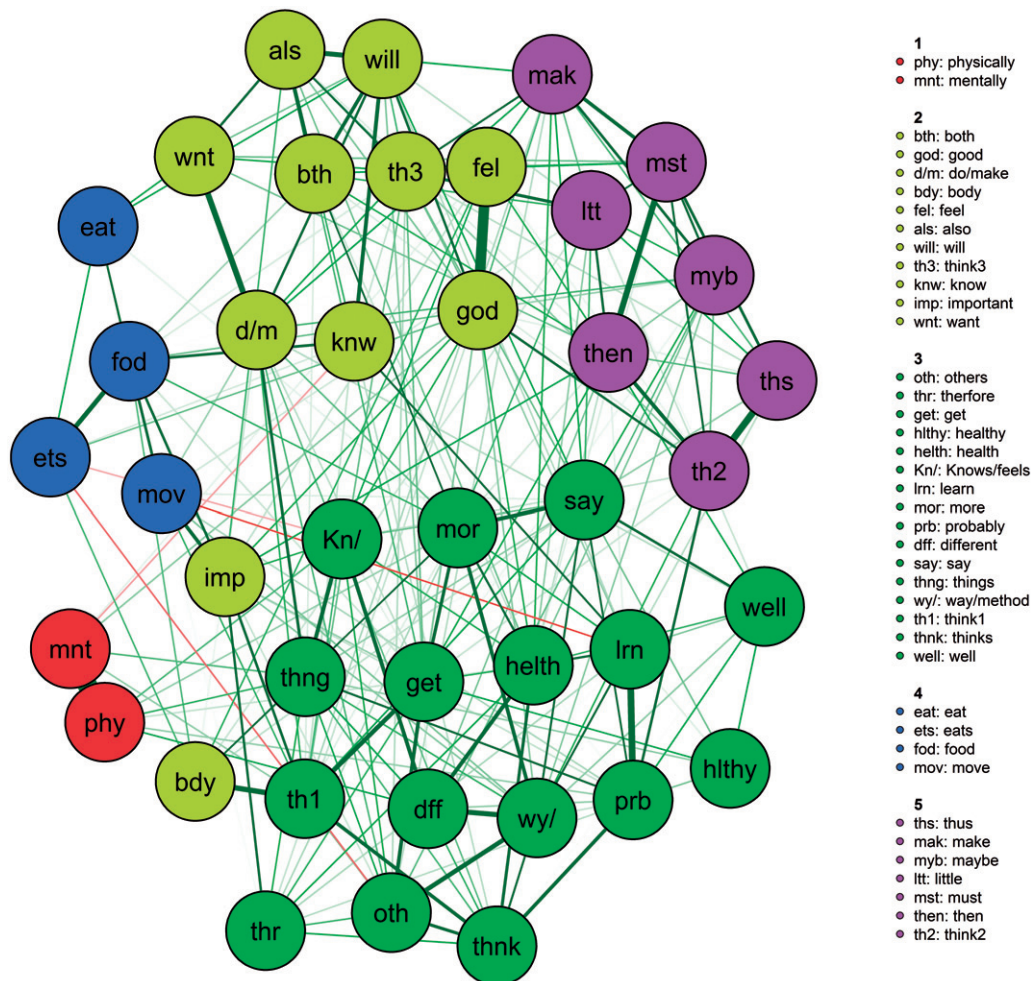 als
will
mak
wnt
bth
th3
fel
mst
ltt
eat
myb
god
d/m
knw
then
fod
ths
ets
th2
mov
say
mor
Kn/
imp
well
mnt
lrn
helth
thng
get
phy
hlthy
bdy
th1
dff
wy/
prb
oth
thr
thnk
1
phy: physically
mnt: mentally
2
bth: both
god: good
d/m: do/make
bdy: body
fel: feel
als: also
will: will
th3: think3
knw: know
imp: important
wnt: want
3
oth: others
thr: therfore
get: get
hlthy: healthy
helth: health
Kn/: Knows/feels
lrn: learn
mor: more
prb: probably
dff: different
say: say
thng: things
wy/: way/method
th1: think1
thnk: thinks
well: well
4
eat: eat
ets: eats
fod: food
mov: move
5
ths: thus
mak: make
myb: maybe
ltt: little
mst: must
then: then
th2: think2